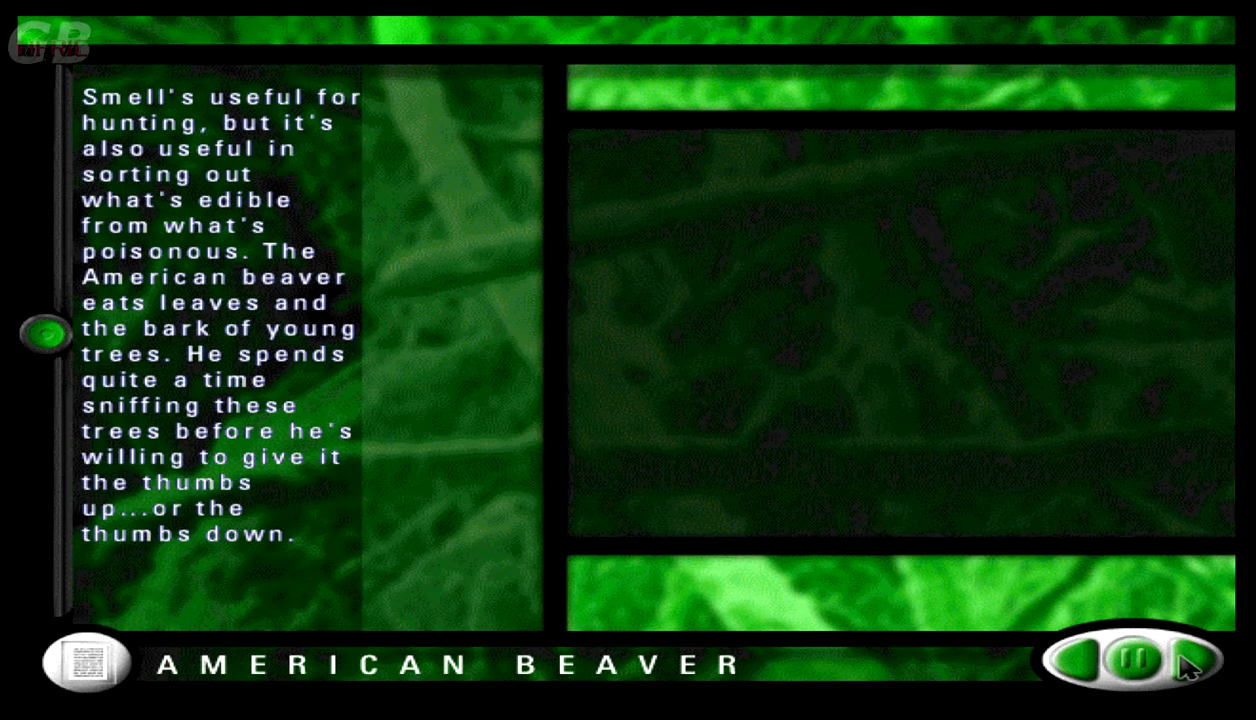 GB
Smell's useful for
hunting, but it's
also useful in
sorting out
what's edible
from what's
poisonous. The
American beaver
eats leaves and
the bark of young
trees. He spends
quite a time
sniffing these
trees before he's
willing to give it
the thumbs
up...or the
thumbs down.
AMERICAN BEAVER